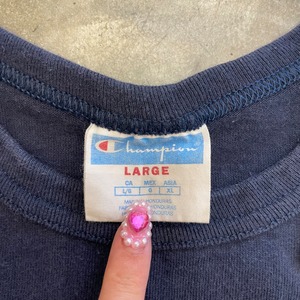 Champion
LARGE
CA MEX ASIA
L/G G XL